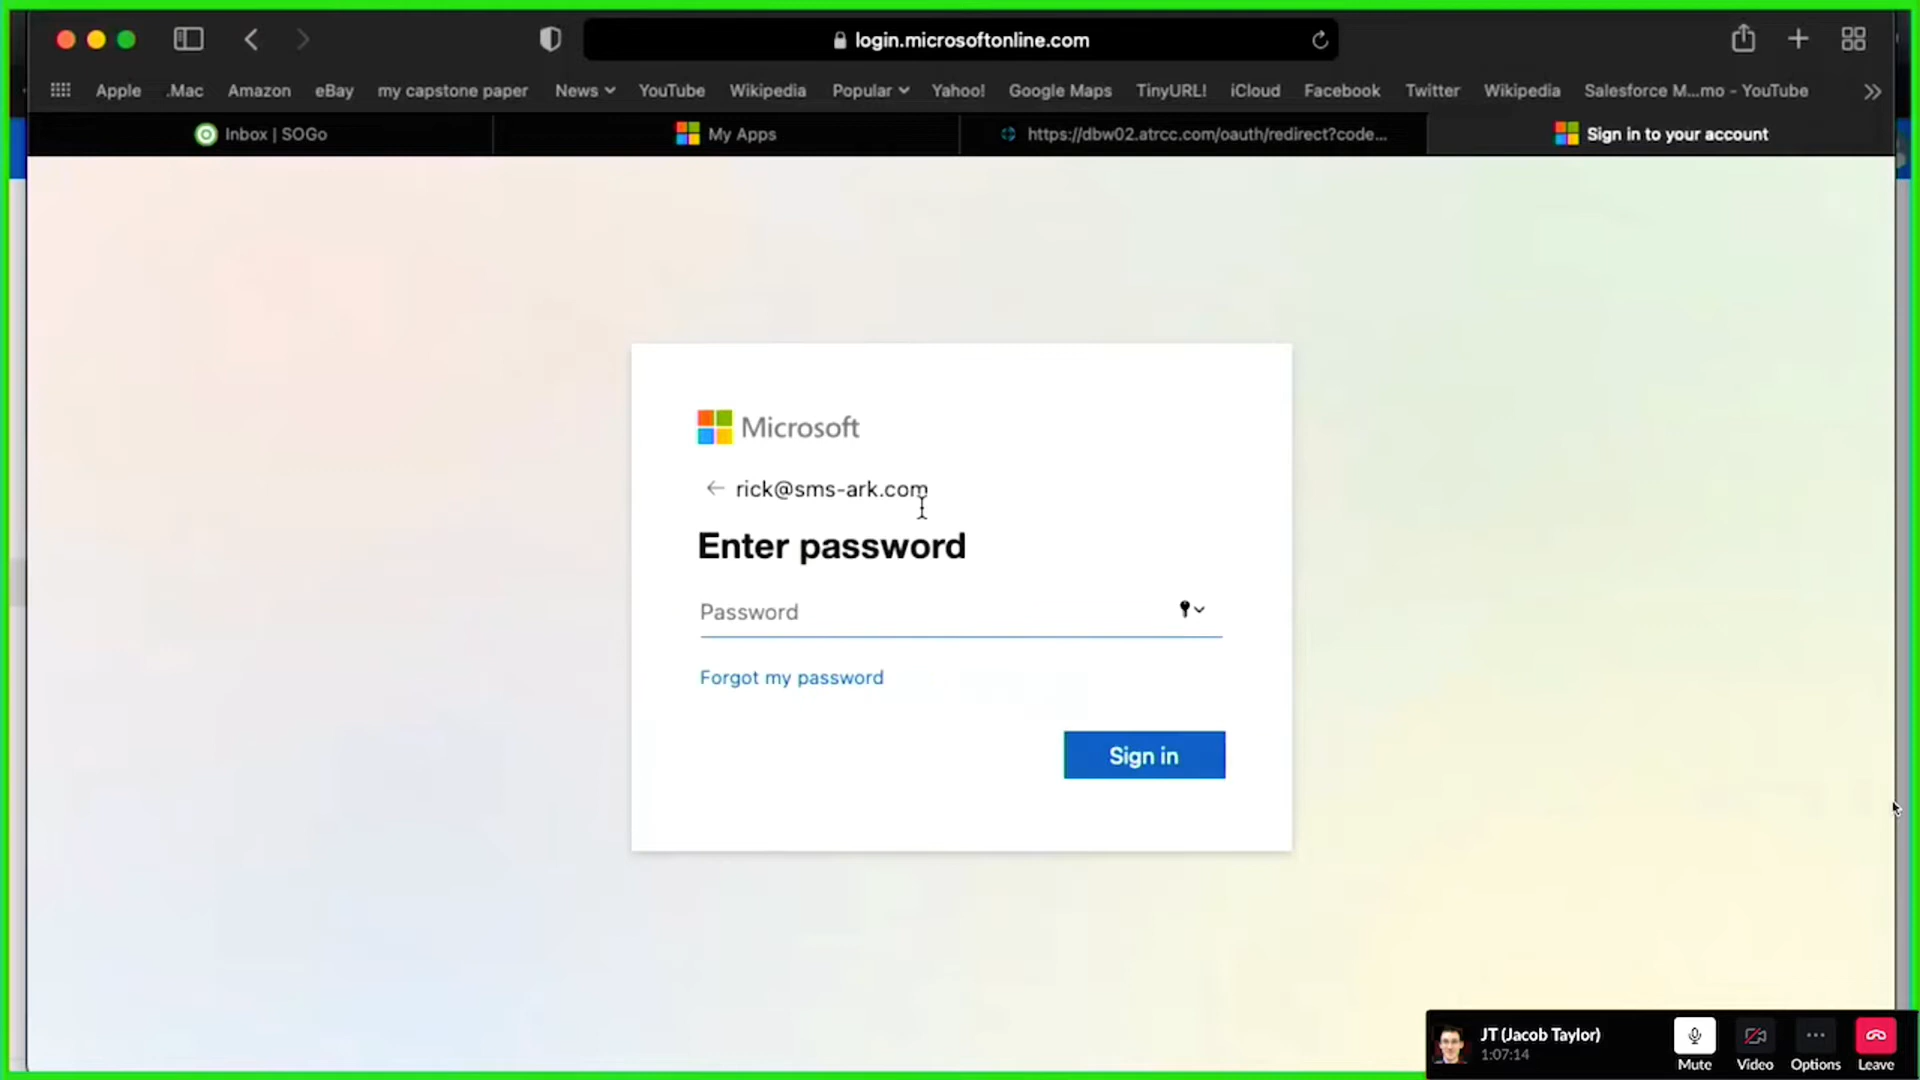 login.microsoftonline.com
Apple .Mac Amazon eBay my capstone paper News YouTube Wikipedia Popular Yahoo! Google Maps TinyURL! iCloud Facebook Twitter Wikipedia Salesforce M...mo - YouTube
Inbox | SOGo My Apps https://dbw02.atrcc.com/oauth/redirect?code... Sign in to your account
Microsoft
rick@sms-ark.com
Enter password
Password
Forgot my password
Sign in
JT (Jacob Taylor)
1:07:14
Mute Video Options Leave